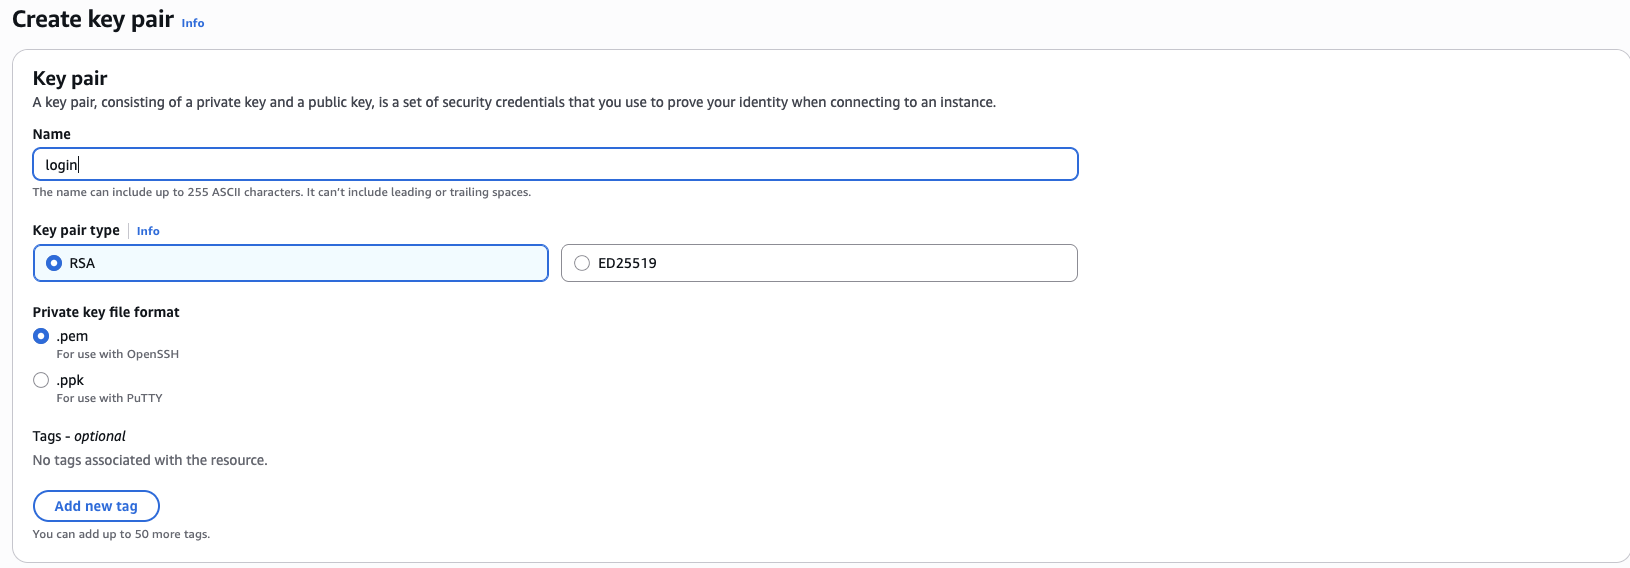 Create key pair Info
Key pair
A key pair, consisting of a private key and a public key, is a set of security credentials that you use to prove your identity when connecting to an instance.
Name
login
The name can include up to 255 ASCII characters. It can't include leading or trailing spaces.
Key pair type Info
RSA ED25519
Private key file format
.pem
For use with OpenSSH
.ppk
For use with PuTTY
Tags - optional
No tags associated with the resource.
Add new tag
You can add up to 50 more tags.